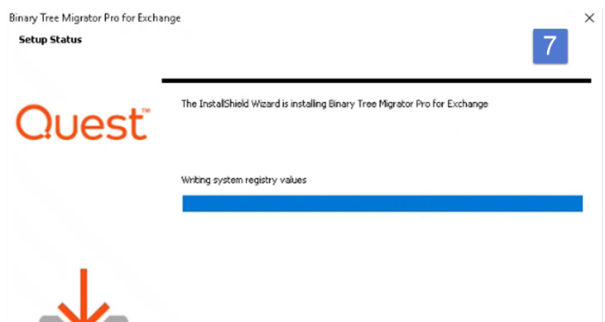 Binary Tree Migrator Pro for Exchange
Setup Status
7
Quest™
The InstallShield Wizard is installing Binary Tree Migrator Pro for Exchange
Writing system registry values